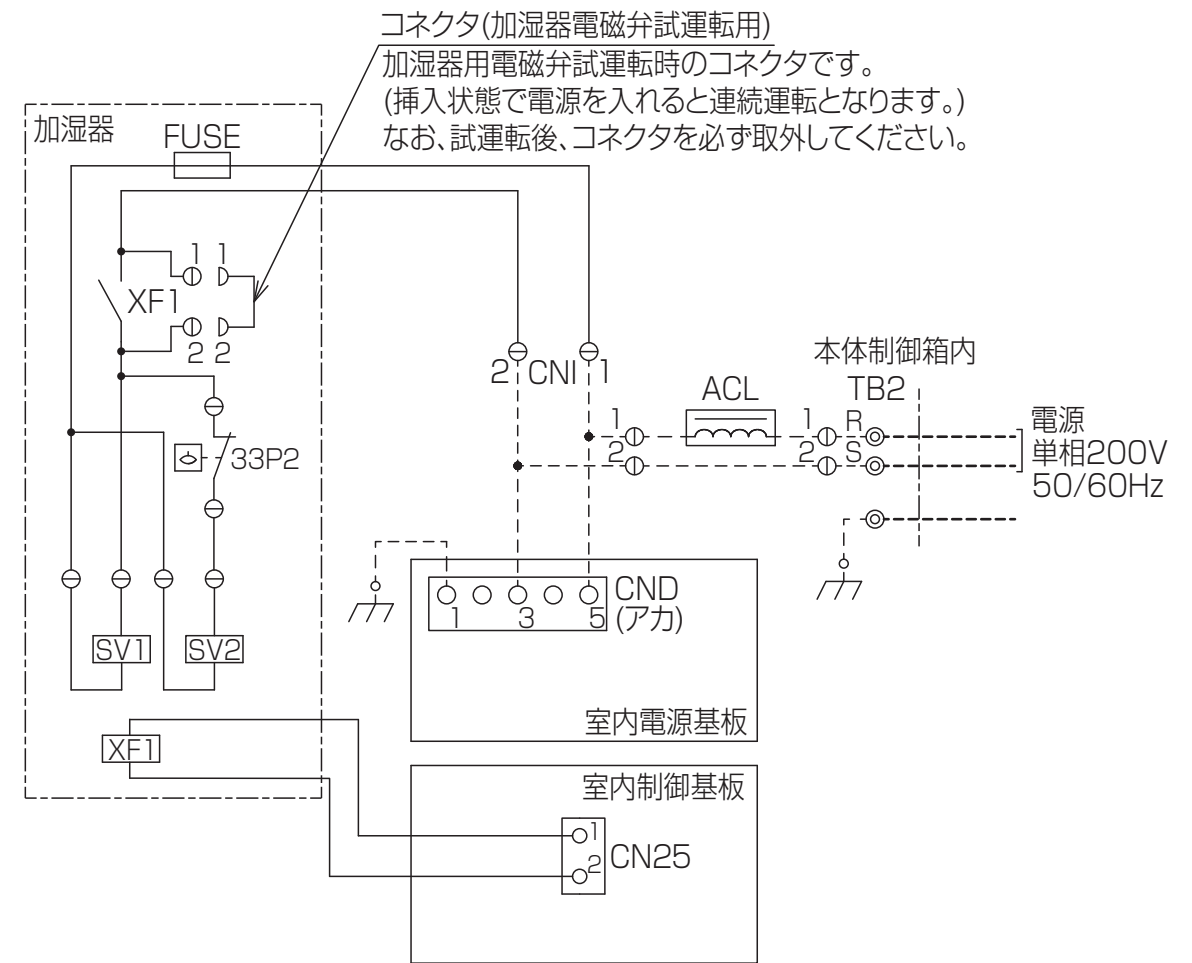 コネクタ(加湿器電磁弁試運転用)
加湿器用電磁弁試運転時のコネクタです。
(挿入状態で電源を入れると連続運転となります。)
なお、試運転後、コネクタを必ず取外してください。
加湿器
FUSE
1 1
XF1
2 2
33P2
SV1
SV2
XF1
2 CNI 1
本体制御箱内
ACL
TB2
1
1 R
2
2 S
電源
単相200V
50/60Hz
CND
1 3 5
(アカ)
室内電源基板
室内制御基板
1
2
CN25